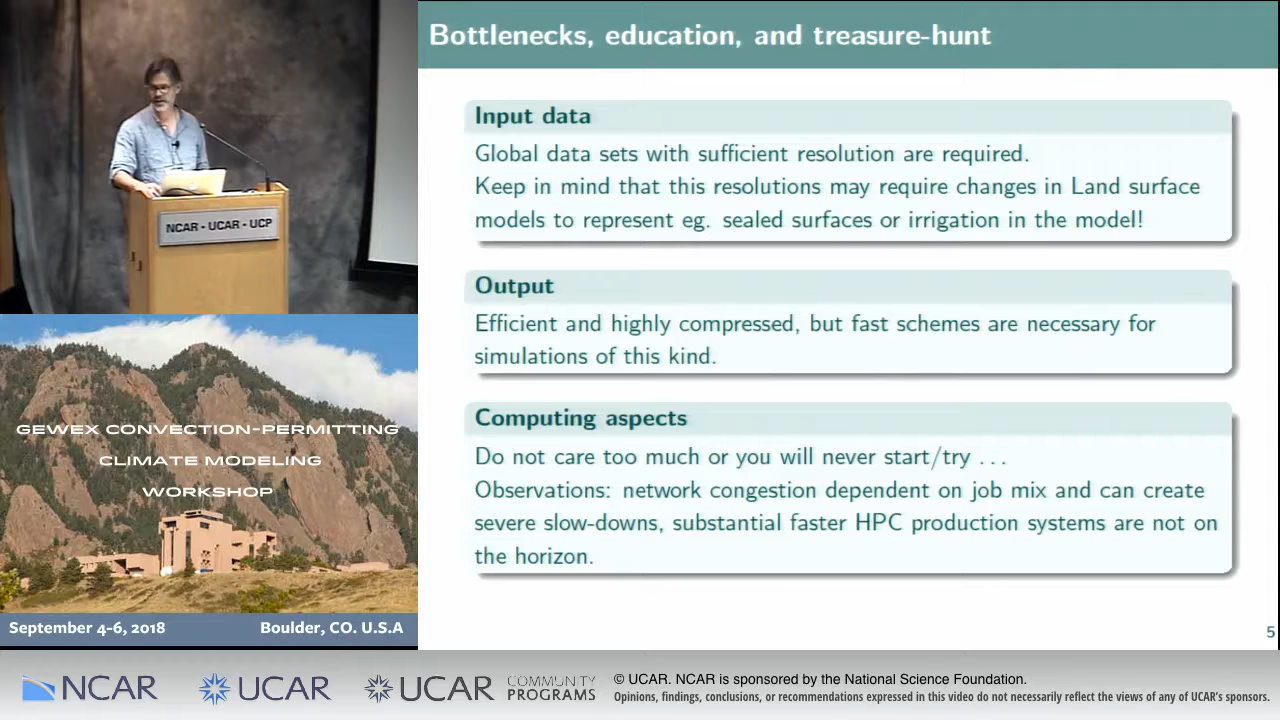 Bottlenecks, education, and treasure-hunt
Input data
Global data sets with sufficient resolution are required.
Keep in mind that this resolutions may require changes in Land surface
models to represent eg. sealed surfaces or irrigation in the model!
Output
Efficient and highly compressed, but fast schemes are necessary for
simulations of this kind.
Computing aspects
Do not care too much or you will never start/try ...
Observations: network congestion dependent on job mix and can create
severe slow-downs, substantial faster HPC production systems are not on
the horizon.
5
NCAR • UCAR • UCP
GEWEX CONVECTION-PERMITTING
CLIMATE MODELING
WORKSHOP
September 4-6, 2018
Boulder, CO. U.S.A
NCAR
UCAR
UCAR
COMMUNITY
PROGRAMS
© UCAR. NCAR is sponsored by the National Science Foundation.
Opinions, findings, conclusions, or recommendations expressed in this video do not necessarily reflect the views of any of UCAR's sponsors.